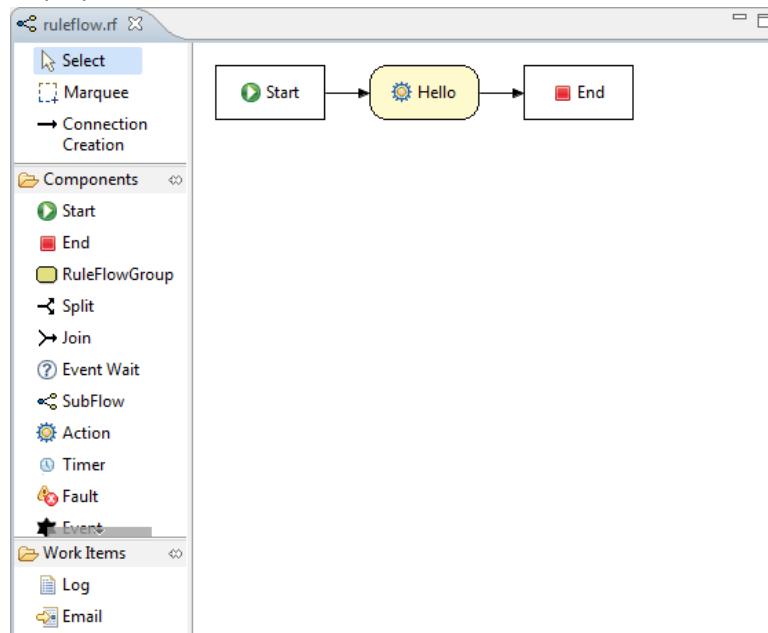 ruleflow.rf
Select
Marquee
Connection
Creation
Components
Start
End
RuleFlowGroup
Split
Join
Event Wait
SubFlow
Action
Timer
Fault
Event
Work Items
Log
Email
Start
Hello
End